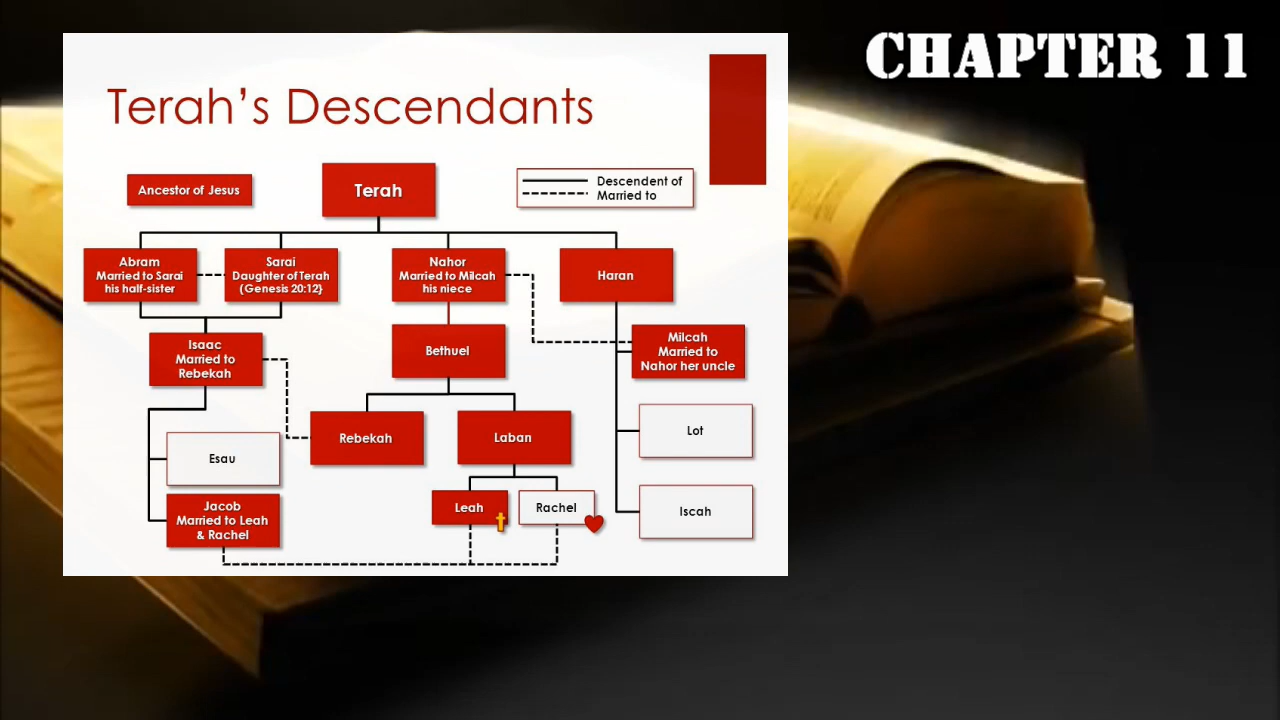 CHAPTER 11
Terah's Descendants
Ancestor of Jesus
Terah
Descendent of
Married to
Abram
Married to Sarai
his half-sister
Sarai
Daughter of Terah
(Genesis 20:12}
Nahor
Married to Milcah
his niece
Haran
Isaac
Married to
Rebekah
Bethuel
Milcah
Married to
Nahor her uncle
Rebekah
Laban
Lot
Esau
Jacob
Married to Leah
& Rachel
Leah
Rachel
Iscah